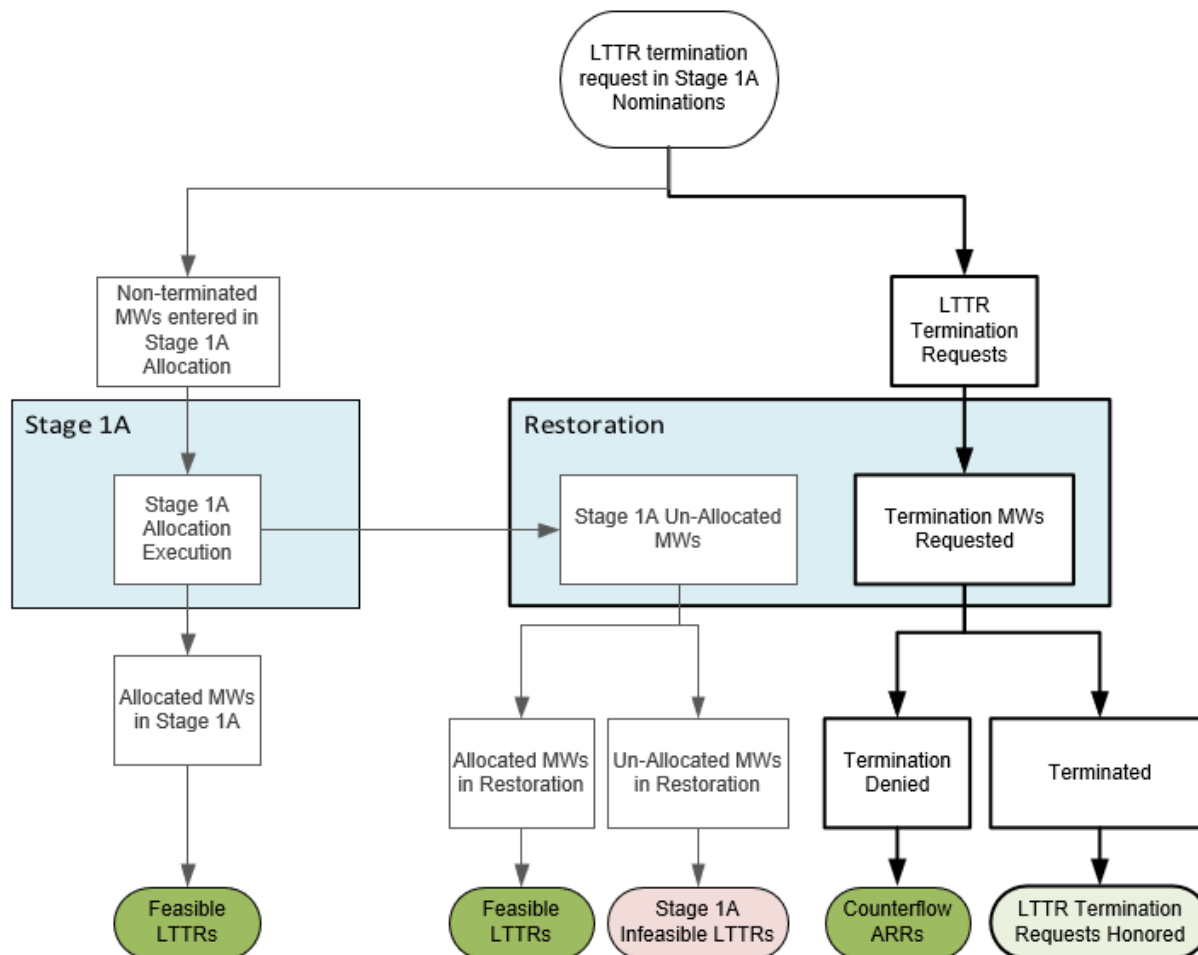 LTTR termination
request in Stage 1A
Nominations
Non-terminated
MWs entered in
Stage 1A
Allocation
LTTR
Termination
Requests
Stage 1A
Restoration
Stage 1A
Allocation
Execution
Stage 1A Un-Allocated
MWs
Termination MWs
Requested
Allocated MWs
in Stage 1A
Allocated MWs
in Restoration
Un-Allocated MWs
in Restoration
Termination
Denied
Terminated
Feasible
LTTRs
Feasible
LTTRs
Stage 1A
Infeasible LTTRs
Counterflow
ARRs
LTTR Termination
Requests Honored